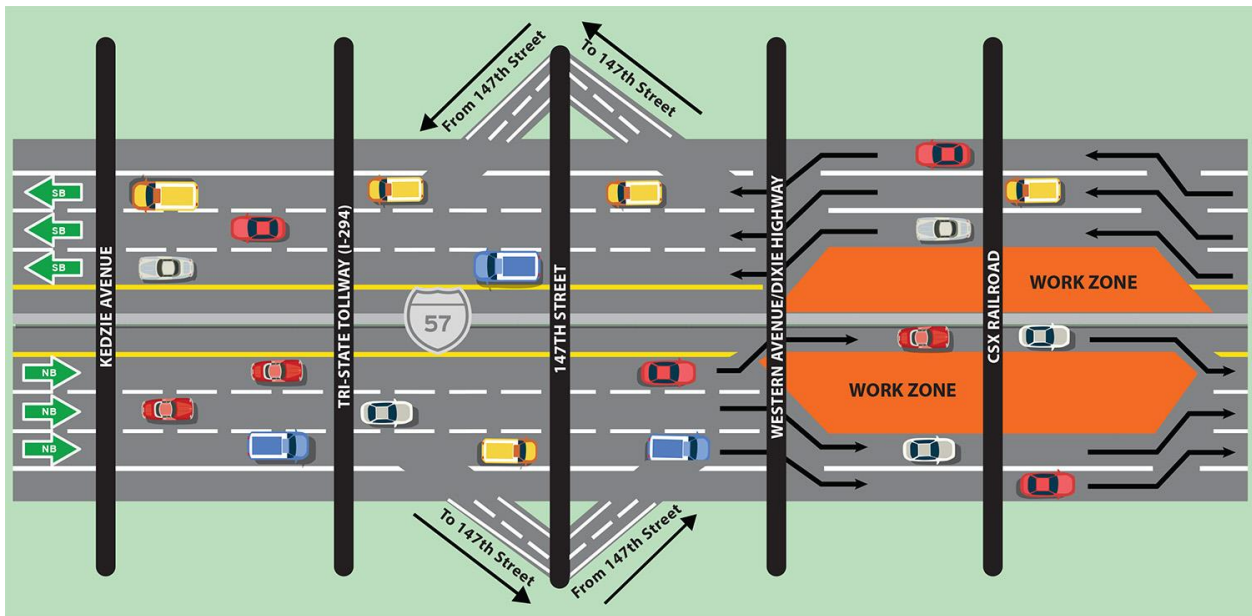 From 147th Street
To 147th Street
SB
SB
SB
KEDZIE AVENUE
TRI-STATE TOLLWAY (I-294)
57
147TH STREET
WESTERN AVENUE/DIXIE HIGHWAY
CSX RAILROAD
WORK ZONE
WORK ZONE
NB
NB
NB
To 147th Street
From 147th Street